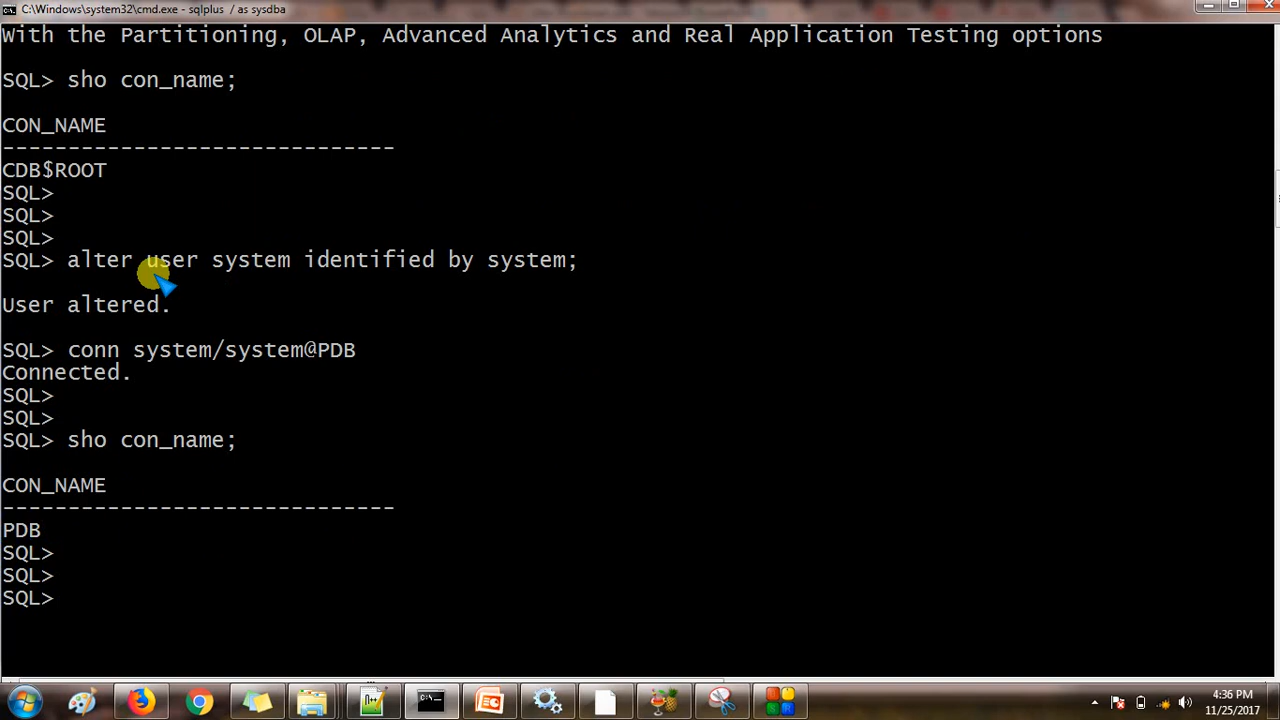 C:\Windows\system32\cmd.exe - sqlplus  / as sysdba
With the Partitioning, OLAP, Advanced Analytics and Real Application Testing options
SQL> sho con_name;
CON_NAME
------------------------------
CDB$ROOT
SQL>
SQL>
SQL>
SQL> alter user system identified by system;
User altered.
SQL> conn system/system@PDB
Connected.
SQL>
SQL>
SQL> sho con_name;
CON_NAME
------------------------------
PDB
SQL>
SQL>
SQL>
4:36 PM
11/25/2017